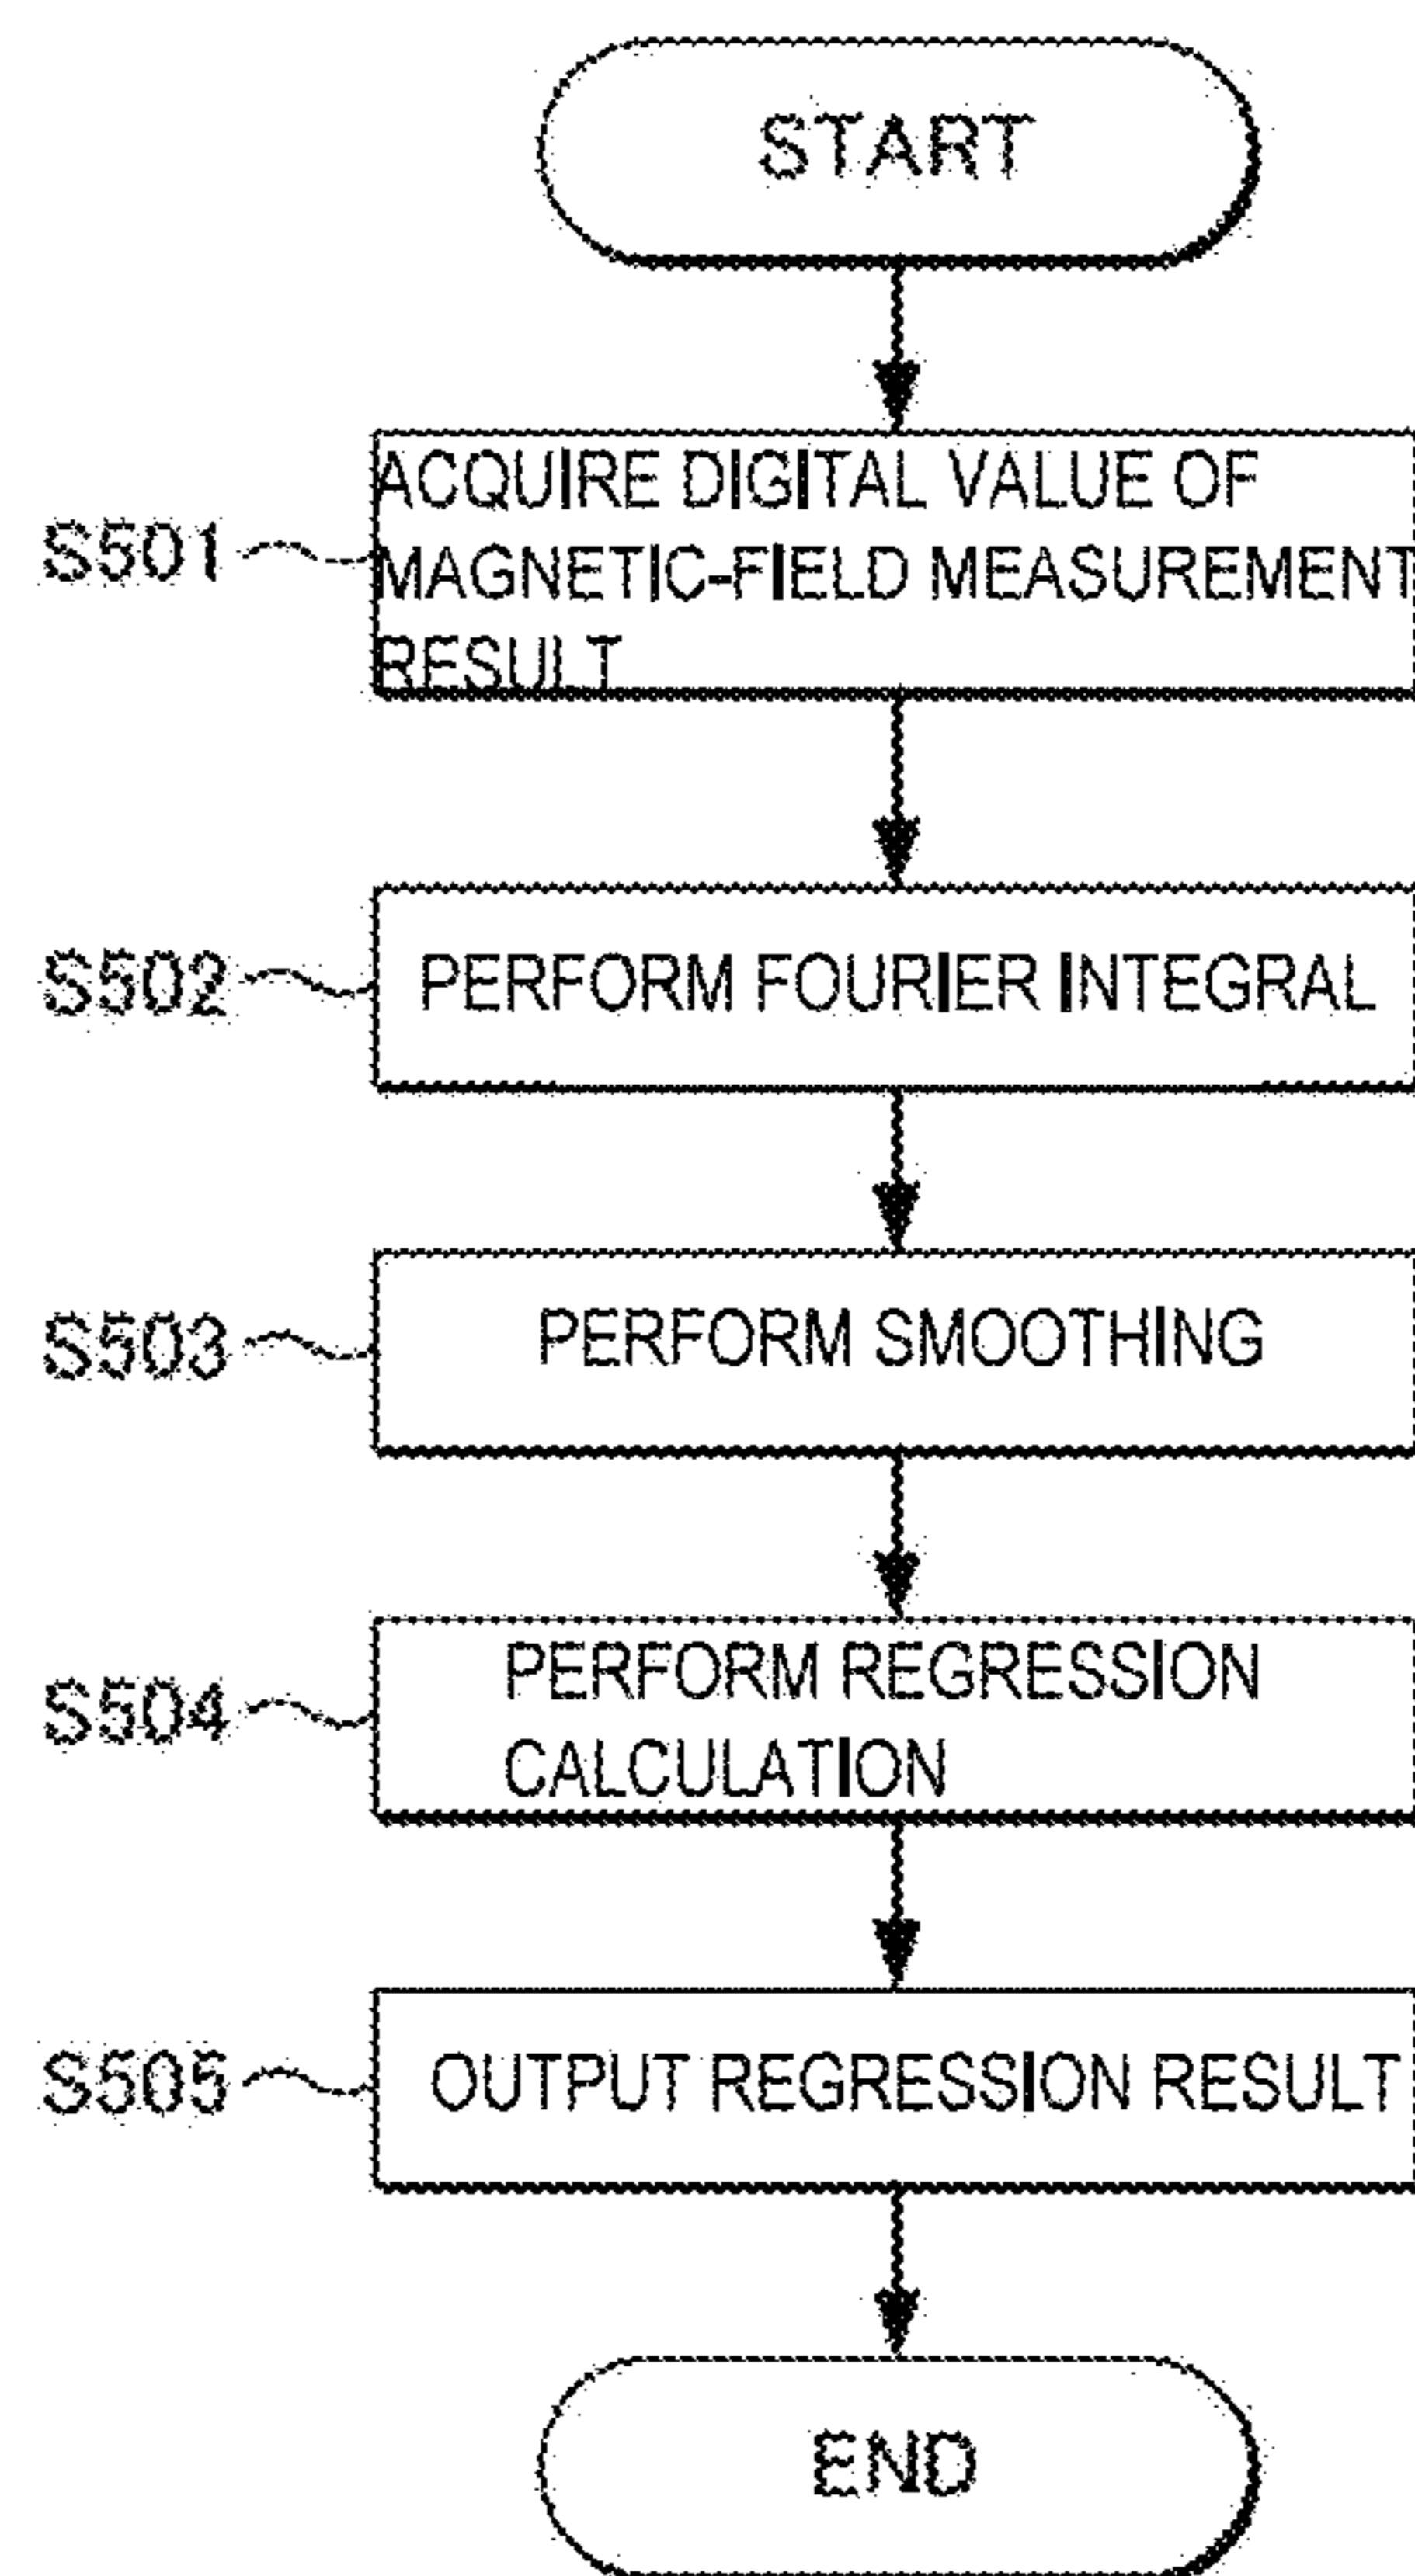 START
S501
ACQUIRE DIGITAL VALUE OF
MAGNETIC-FIELD MEASUREMENT
RESULT
S502
PERFORM FOURIER INTEGRAL
S503
PERFORM SMOOTHING
S504
PERFORM REGRESSION
CALCULATION
S505
OUTPUT REGRESSION RESULT
END